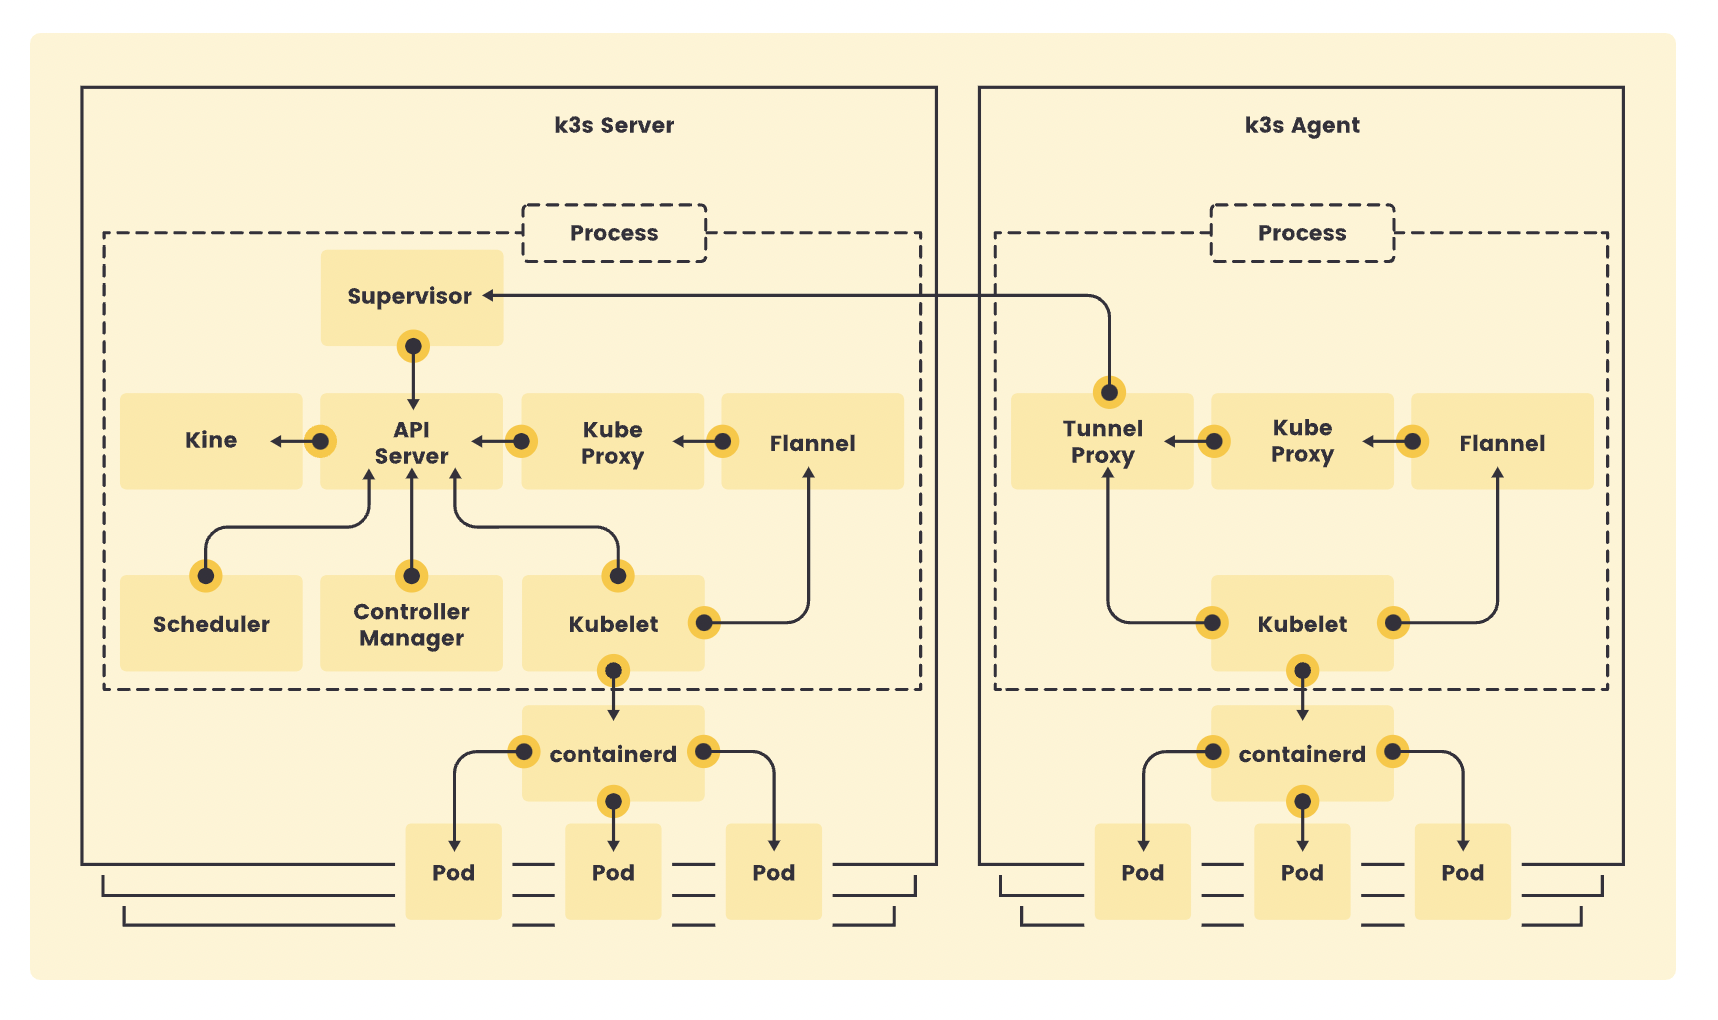 k3s Server
k3s Agent
Process
Process
Supervisor
Kine
API
Server
Kube
Proxy
Flannel
Tunnel
Proxy
Kube
Proxy
Flannel
Scheduler
Controller
Manager
Kubelet
Kubelet
containerd
containerd
Pod
Pod
Pod
Pod
Pod
Pod